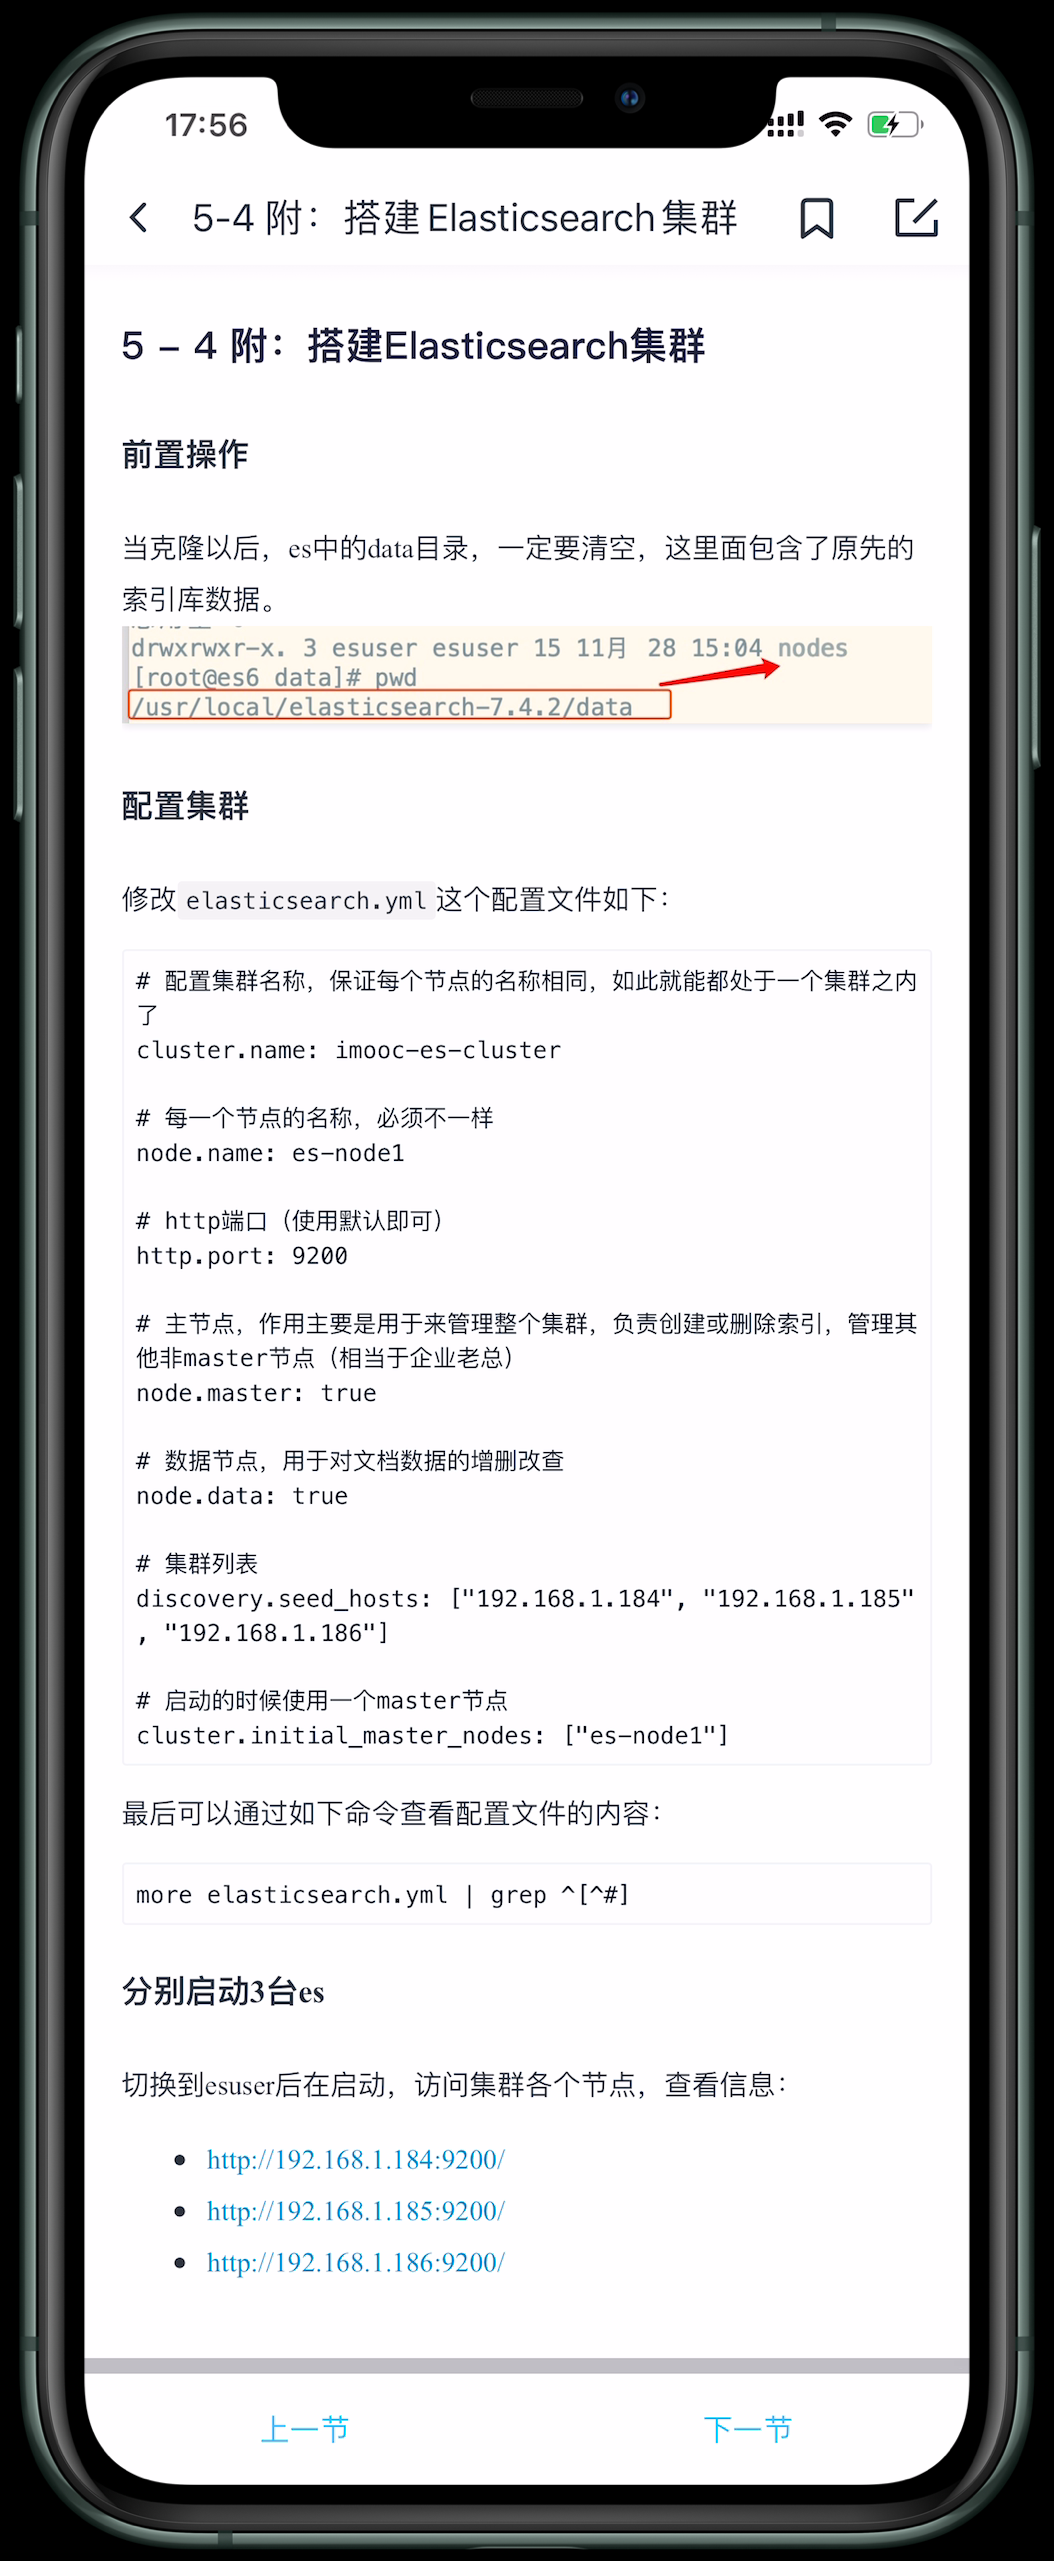 17:56
5-4 附：搭建Elasticsearch集群
5 – 4 附：搭建Elasticsearch集群
前置操作
当克隆以后，es中的data目录，一定要清空，这里面包含了原先的
索引库数据。
drwxrwxr-x. 3 esuser esuser 15 11月 28 15:04 nodes
[root@es6 data]# pwd
/usr/local/elasticsearch-7.4.2/data
配置集群
修改 elasticsearch.yml 这个配置文件如下：
# 配置集群名称，保证每个节点的名称相同，如此就能都处于一个集群之内
了
cluster.name: imooc-es-cluster
# 每一个节点的名称，必须不一样
node.name: es-node1
# http端口（使用默认即可）
http.port: 9200
# 主节点，作用主要是用于来管理整个集群，负责创建或删除索引，管理其
他非master节点（相当于企业老总）
node.master: true
# 数据节点，用于对文档数据的增删改查
node.data: true
# 集群列表
discovery.seed_hosts: ["192.168.1.184", "192.168.1.185"
, "192.168.1.186"]
# 启动的时候使用一个master节点
cluster.initial_master_nodes: ["es-node1"]
最后可以通过如下命令查看配置文件的内容：
more elasticsearch.yml | grep ^[^#]
分别启动3台es
切换到esuser后在启动，访问集群各个节点，查看信息：
• http://192.168.1.184:9200/
• http://192.168.1.185:9200/
• http://192.168.1.186:9200/
上一节 下一节